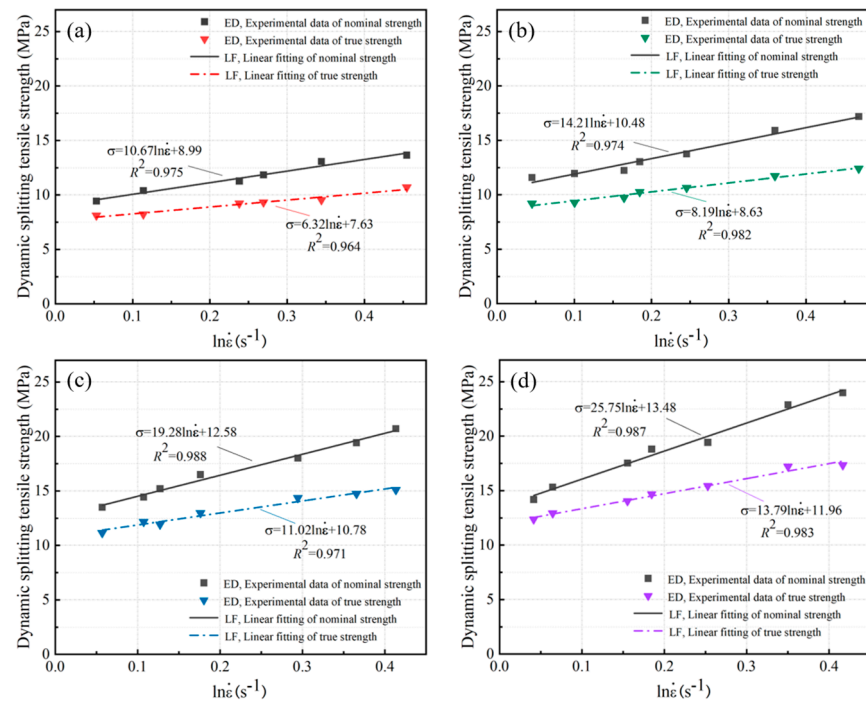 (a)
ED, Experimental data of nominal strength
ED, Experimental data of true strength
LF, Linear fitting of nominal strength
LF, Linear fitting of true strength
σ=10.67lnε̇+8.99
R²=0.975
σ=6.32lnε̇+7.63
R²=0.964
Dynamic splitting tensile strength (MPa)
25
20
15
10
5
0
0.0
0.1
0.2
0.3
0.4
lnε̇(s⁻¹)
(b)
ED, Experimental data of nominal strength
ED, Experimental data of true strength
LF, Linear fitting of nominal strength
LF, Linear fitting of true strength
σ=14.21lnε̇+10.48
R²=0.974
σ=8.19lnε̇+8.63
R²=0.982
Dynamic splitting tensile strength (MPa)
25
20
15
10
5
0
0.0
0.1
0.2
0.3
0.4
lnε̇(s⁻¹)
(c)
σ=19.28lnε̇+12.58
R²=0.988
σ=11.02lnε̇+10.78
R²=0.971
ED, Experimental data of nominal strength
ED, Experimental data of true strength
LF, Linear fitting of nominal strength
LF, Linear fitting of true strength
Dynamic splitting tensile strength (MPa)
25
20
15
10
5
0
0.0
0.1
0.2
0.3
0.4
lnε̇(s⁻¹)
(d)
σ=25.75lnε̇+13.48
R²=0.987
σ=13.79lnε̇+11.96
R²=0.983
ED, Experimental data of nominal strength
ED, Experimental data of true strength
LF, Linear fitting of nominal strength
LF, Linear fitting of true strength
Dynamic splitting tensile strength (MPa)
25
20
15
10
5
0
0.0
0.1
0.2
0.3
0.4
lnε̇(s⁻¹)